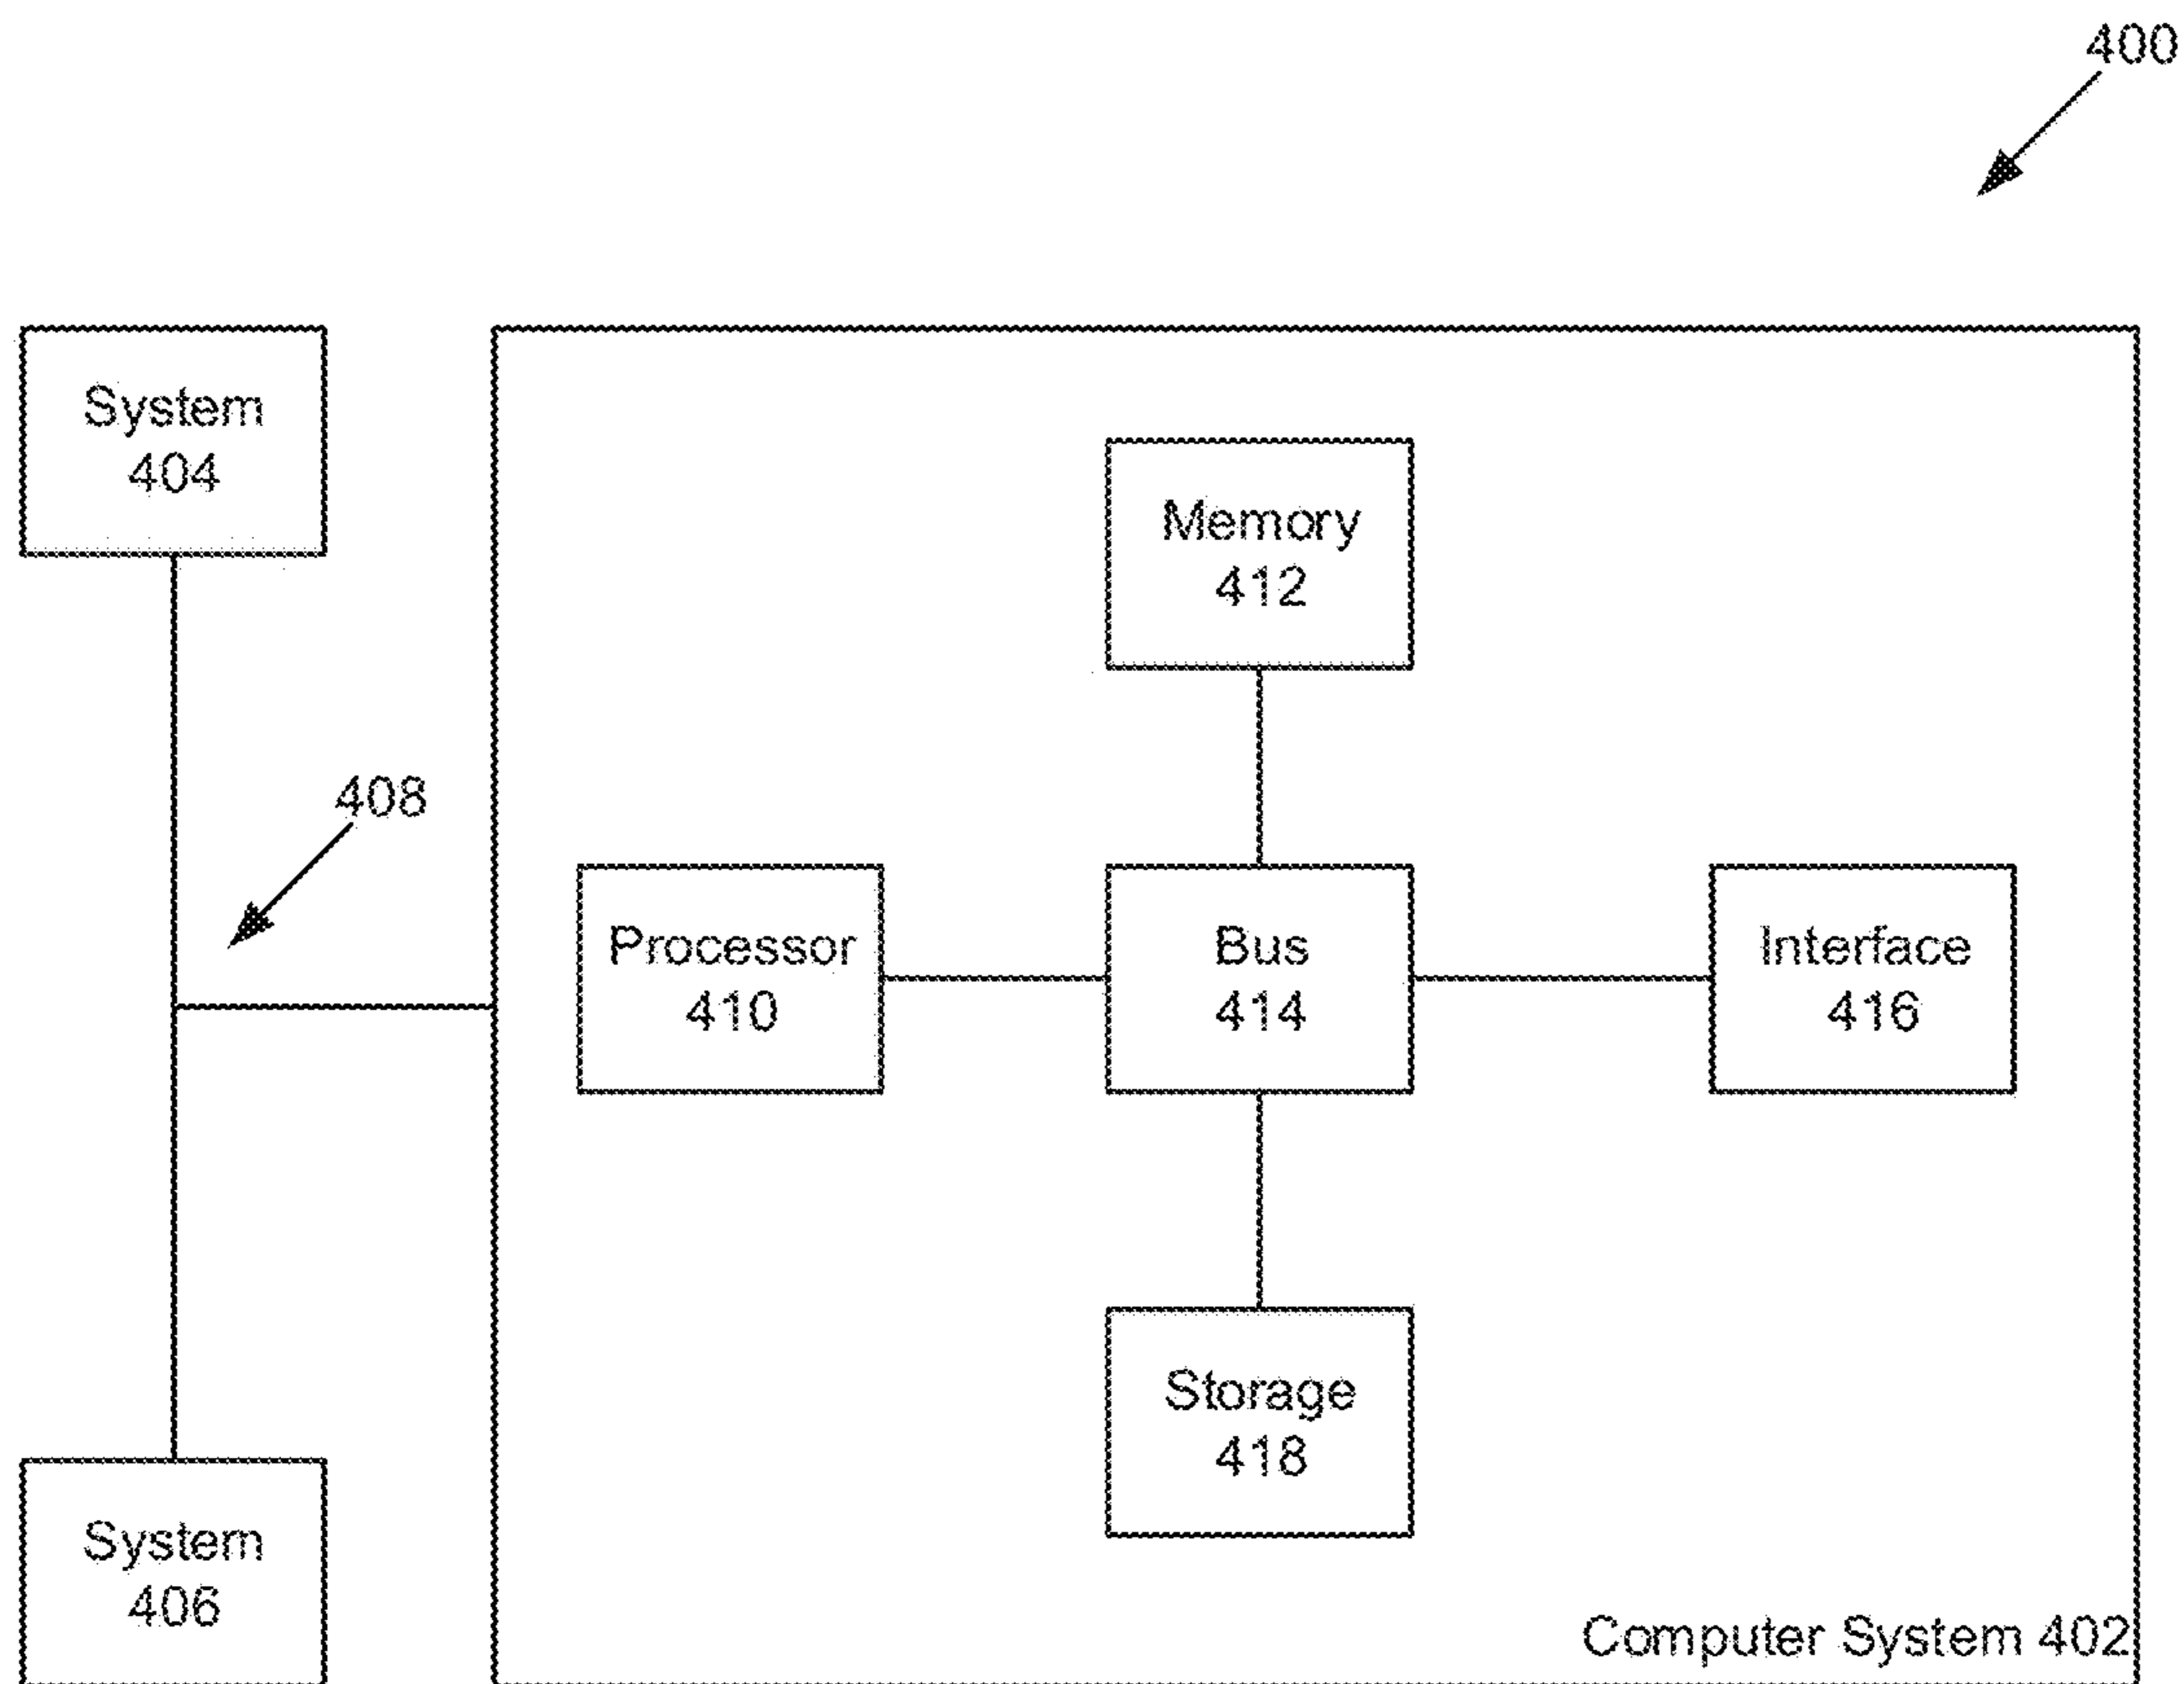 400
System
404
Memory
412
408
Processor
410
Bus
414
Interface
416
Storage
418
System
406
Computer System 402